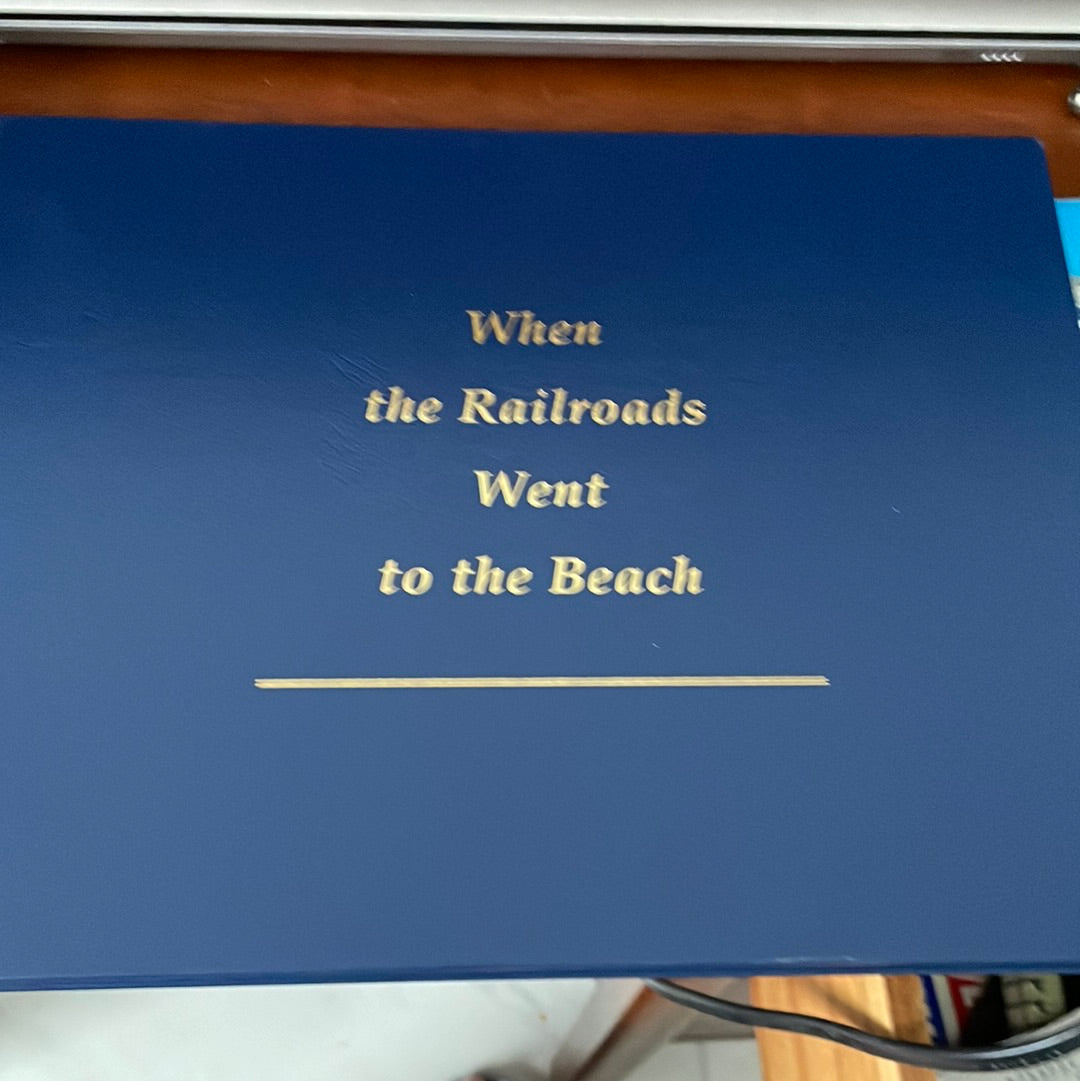 When
the Railroads
Went
to the Beach